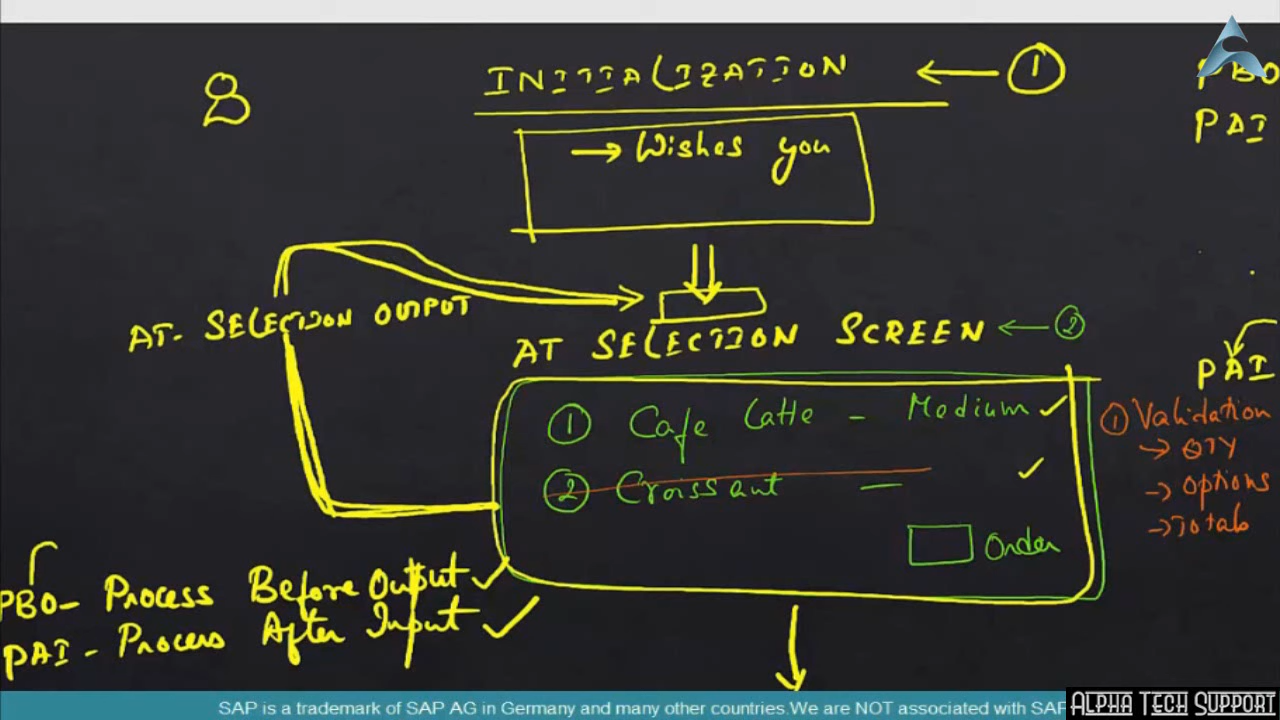 INITIALIZATION ← ①
PBO
PAI
→ Wishes you
AT- SELECTION OUTPUT
AT SELECTION SCREEN ← ②
PAI
① Cafe Latte - Medium ✓
② Croissant — ✓
Order
① Validation
→ QTY
→ Options
→ Totals
PBO- Process Before Output ✓
PAI - Process After Input ✓
SAP is a trademark of SAP AG in Germany and many other countries.We are NOT associated with SAP
ALPHA TECH SUPPORT